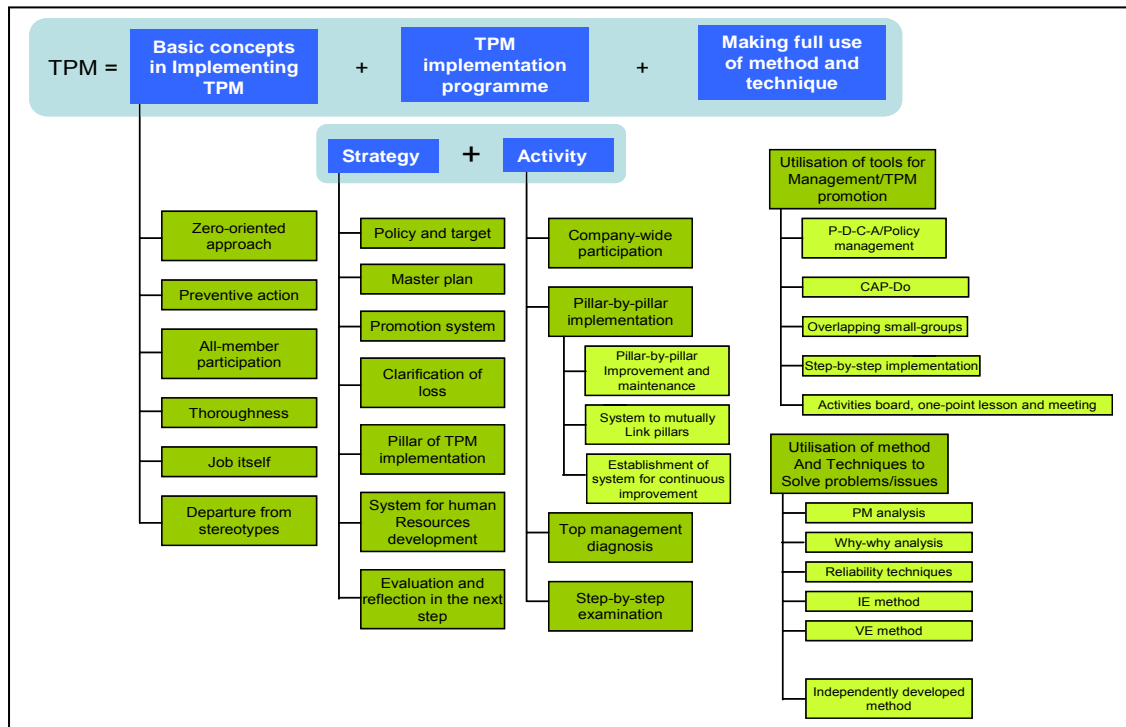 TPM =
Basic concepts
in Implementing
TPM
+
TPM
implementation
programme
+
Making full use
of method and
technique
Strategy
+
Activity
Zero-oriented
approach
Preventive action
All-member
participation
Thoroughness
Job itself
Departure from
stereotypes
Policy and target
Master plan
Promotion system
Clarification of
loss
Pillar of TPM
implementation
System for human
Resources
development
Evaluation and
reflection in the next
step
Company-wide
participation
Pillar-by-pillar
implementation
Pillar-by-pillar
Improvement and
maintenance
System to mutually
Link pillars
Establishment of
system for continuous
improvement
Top management
diagnosis
Step-by-step
examination
Utilisation of tools for
Management/TPM
promotion
P-D-C-A/Policy
management
CAP-Do
Overlapping small-groups
Step-by-step implementation
Activities board, one-point lesson and meeting
Utilisation of method
And Techniques to
Solve problems/issues
PM analysis
Why-why analysis
Reliability techniques
IE method
VE method
Independently developed
method